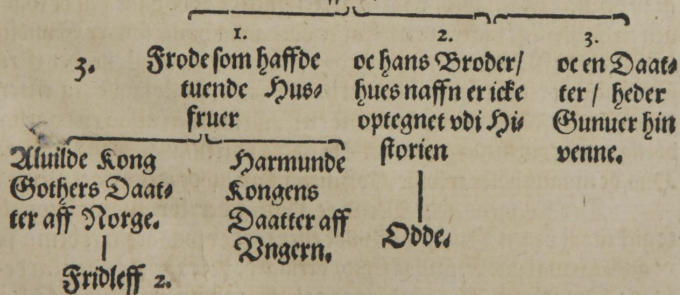 1.
3. Frode som haffde
tuende Hus⸗
fruer
2.
oc hans Broder/
hues naffn er icke
optegnet vdi Hi⸗
storien
3.
oc en Daat⸗
ter / heder
Gunuer hin
venne.
Aluilde Kong
Gothers Daat⸗
ter aff Norge.
Harmunde
Kongens
Daatter aff
Vngern.
Odde.
Fridleff 2.